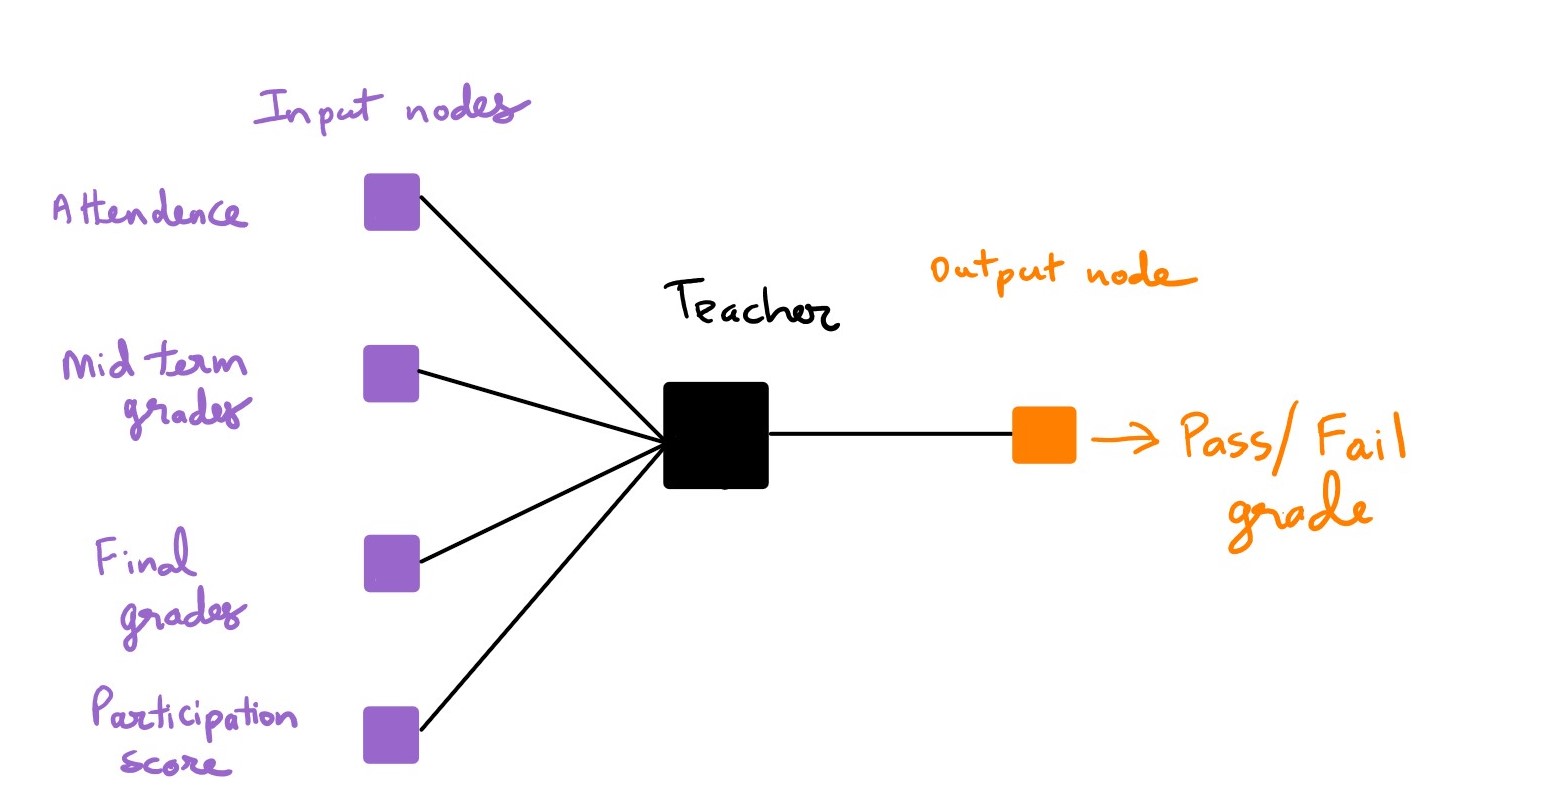 Input nodes
Attendence
Mid term
grades
Final
grades
Participation
score
Teacher
Output node
→ Pass/Fail
grade